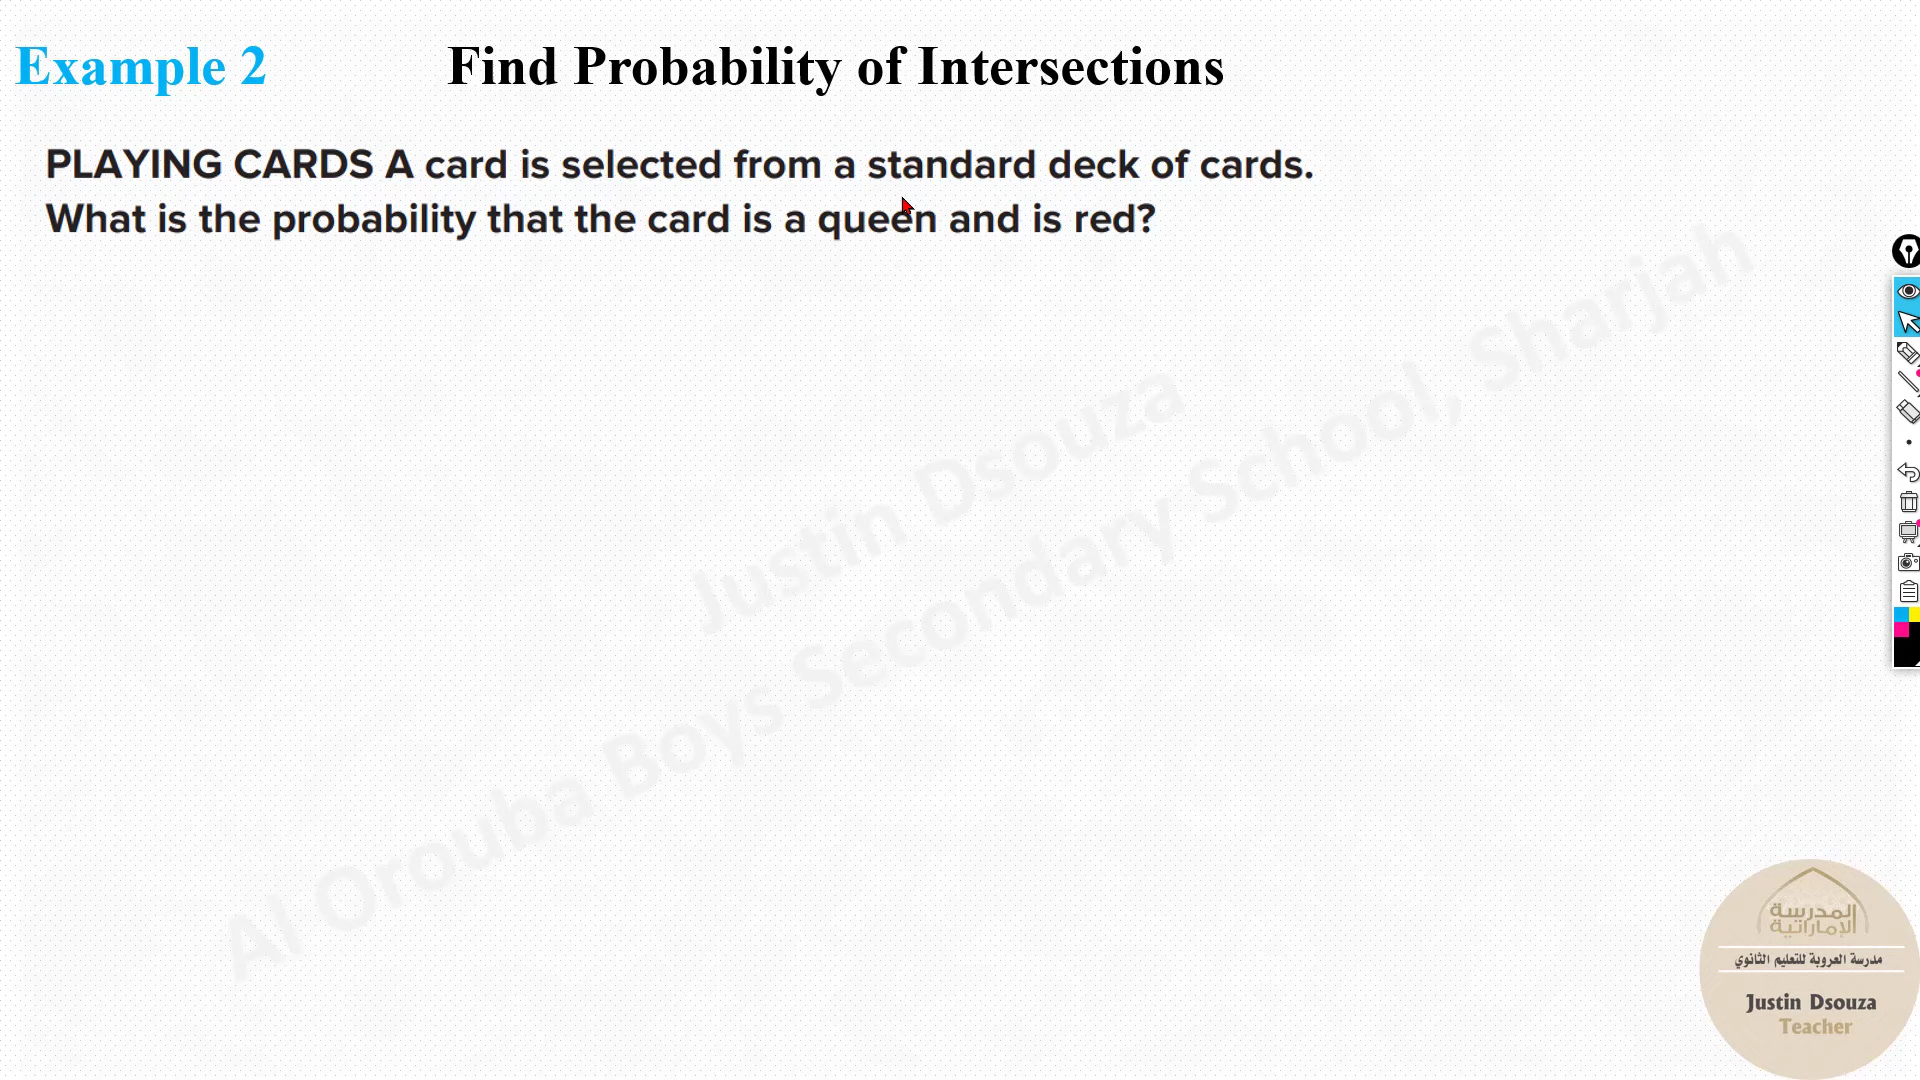 Example 2 Find Probability of Intersections
PLAYING CARDS A card is selected from a standard deck of cards.
What is the probability that the card is a queen and is red?
Justin Dsouza
Al Orouba Boys Secondary School, Sharjah
المدرسة
الإماراتية
مدرسة العروبة للتعليم الثانوي
Justin Dsouza
Teacher